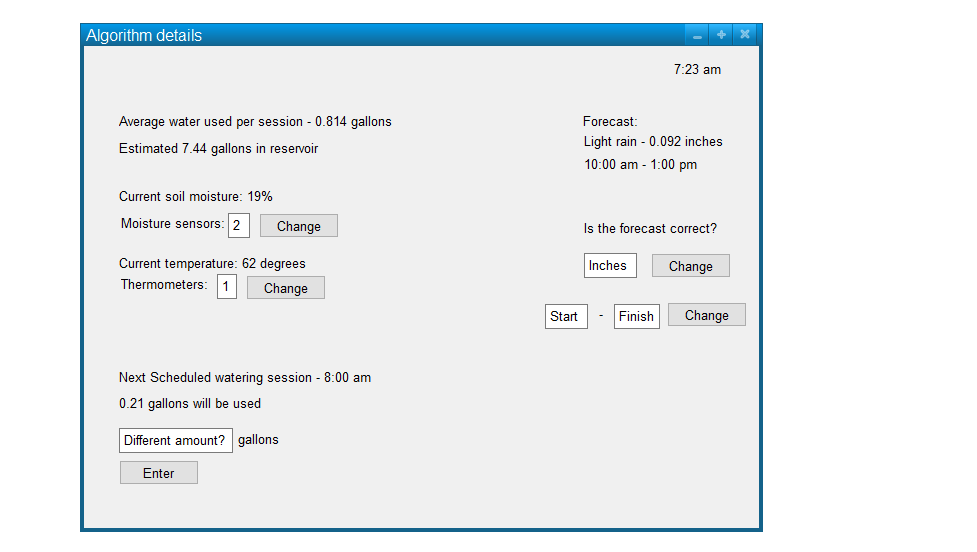 Algorithm details
7:23 am
Average water used per session - 0.814 gallons
Estimated 7.44 gallons in reservoir
Forecast:
Light rain - 0.092 inches
10:00 am - 1:00 pm
Current soil moisture: 19%
Moisture sensors: 2 Change
Is the forecast correct?
Inches Change
Current temperature: 62 degrees
Thermometers: 1 Change
Start - Finish Change
Next Scheduled watering session - 8:00 am
0.21 gallons will be used
Different amount? gallons
Enter